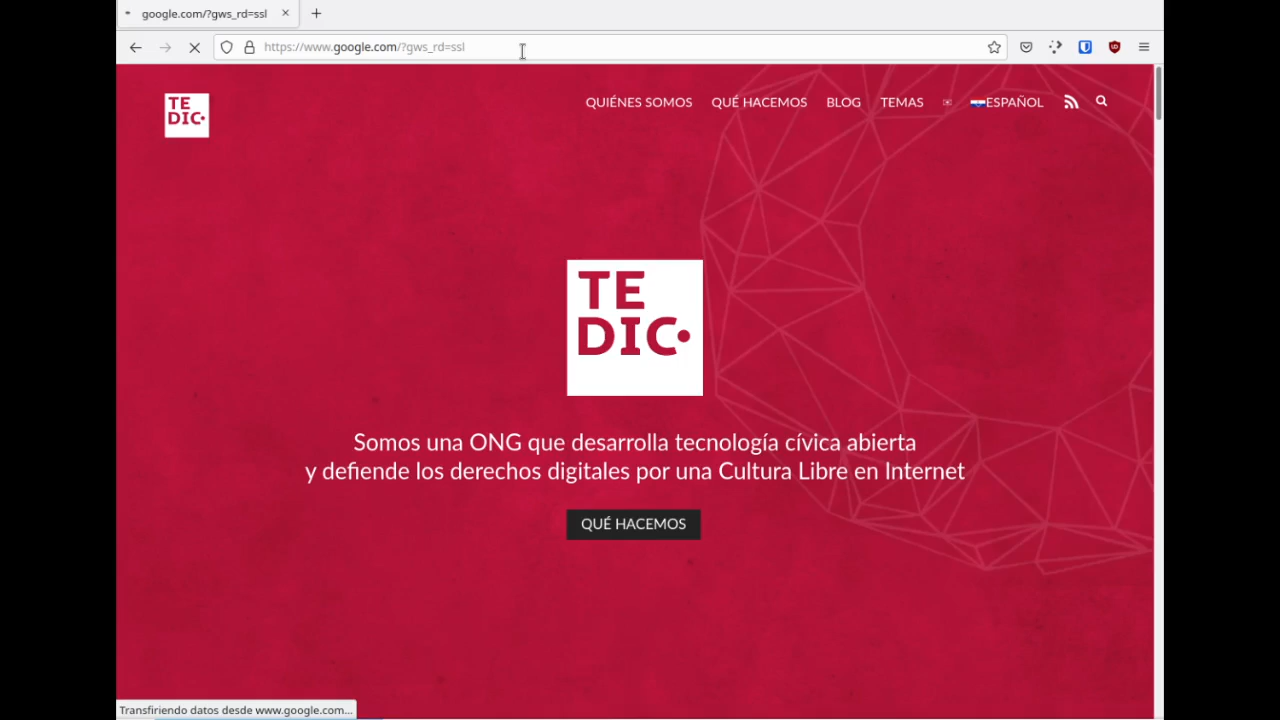 google.com/?gws_rd=ssl
https://www.google.com/?gws_rd=ssl
TE
DIC
QUIÉNES SOMOS QUÉ HACEMOS BLOG TEMAS ESPAÑOL
TE
DIC
Somos una ONG que desarrolla tecnología cívica abierta
y defiende los derechos digitales por una Cultura Libre en Internet
QUÉ HACEMOS
Transfiriendo datos desde www.google.com...